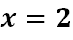 x = 2